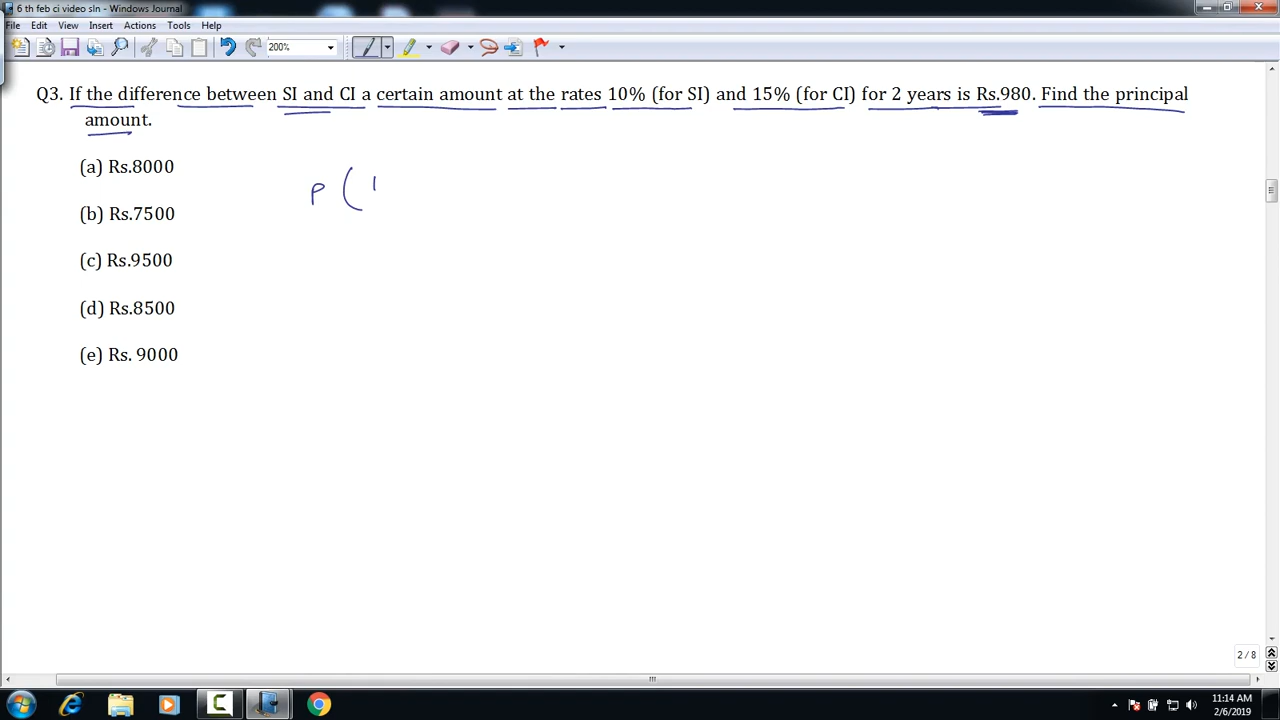 6 th feb ci video sln - Windows Journal
File Edit View Insert Actions Tools Help
200%
Q3. If the difference between SI and CI a certain amount at the rates 10% (for SI) and 15% (for CI) for 2 years is Rs.980. Find the principal
amount.
(a) Rs.8000
P ( 1
(b) Rs.7500
(c) Rs.9500
(d) Rs.8500
(e) Rs. 9000
2 / 8
11:14 AM
2/6/2019